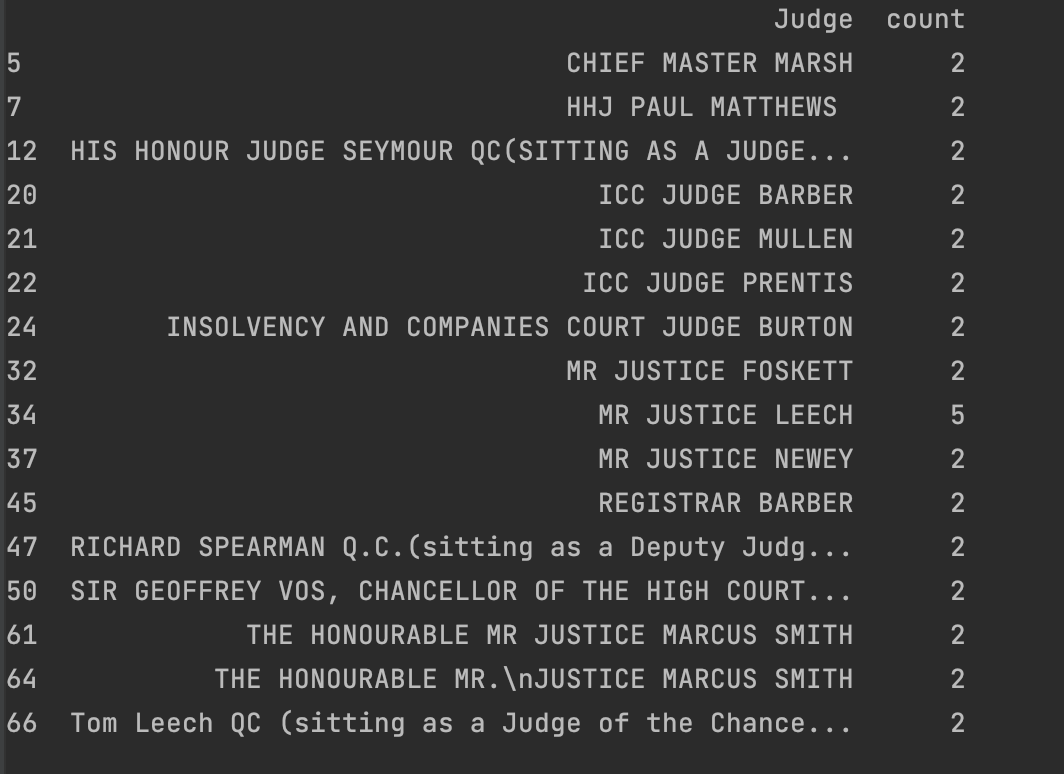 Judge count
5 CHIEF MASTER MARSH 2
7 HHJ PAUL MATTHEWS 2
12 HIS HONOUR JUDGE SEYMOUR QC(SITTING AS A JUDGE... 2
20 ICC JUDGE BARBER 2
21 ICC JUDGE MULLEN 2
22 ICC JUDGE PRENTIS 2
24 INSOLVENCY AND COMPANIES COURT JUDGE BURTON 2
32 MR JUSTICE FOSKETT 2
34 MR JUSTICE LEECH 5
37 MR JUSTICE NEWEY 2
45 REGISTRAR BARBER 2
47 RICHARD SPEARMAN Q.C.(sitting as a Deputy Judg... 2
50 SIR GEOFFREY VOS, CHANCELLOR OF THE HIGH COURT... 2
61 THE HONOURABLE MR JUSTICE MARCUS SMITH 2
64 THE HONOURABLE MR.\nJUSTICE MARCUS SMITH 2
66 Tom Leech QC (sitting as a Judge of the Chance... 2